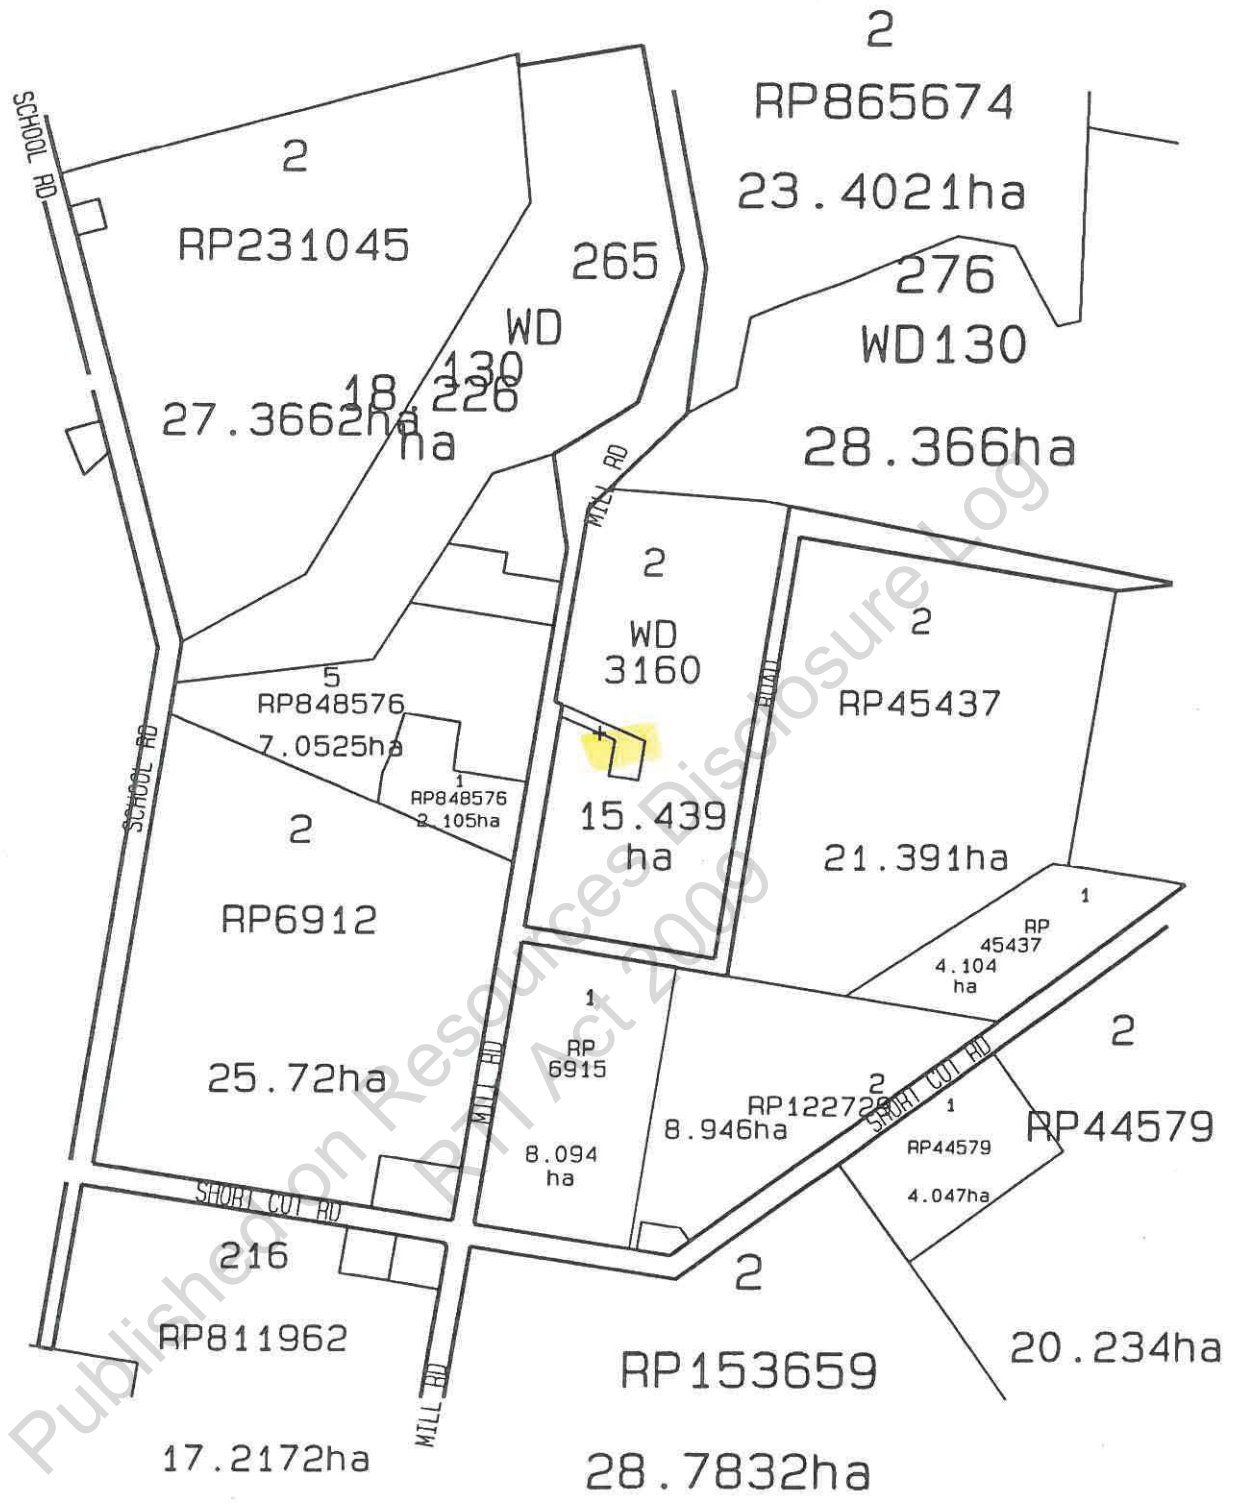 2
RP865674
23.4021ha
SCHOOL RD
2
RP231045
27.3662ha
265
WD
130
18.226
ha
276
WD130
28.366ha
MILL RD
2
WD
3160
15.439
ha
ROAD
2
RP45437
21.391ha
5
RP848576
7.0525ha
1
RP848576
2.105ha
SCHOOL RD
2
RP6912
25.72ha
1
RP
45437
4.104
ha
1
RP
6915
8.094
ha
MILL RD
2
RP122729
8.946ha
SHORT CUT RD
1
RP44579
4.047ha
2
RP44579
20.234ha
SHORT CUT RD
216
RP811962
17.2172ha
MILL RD
2
RP153659
28.7832ha
Published on Resources Disclosure Log
RTI Act 2009